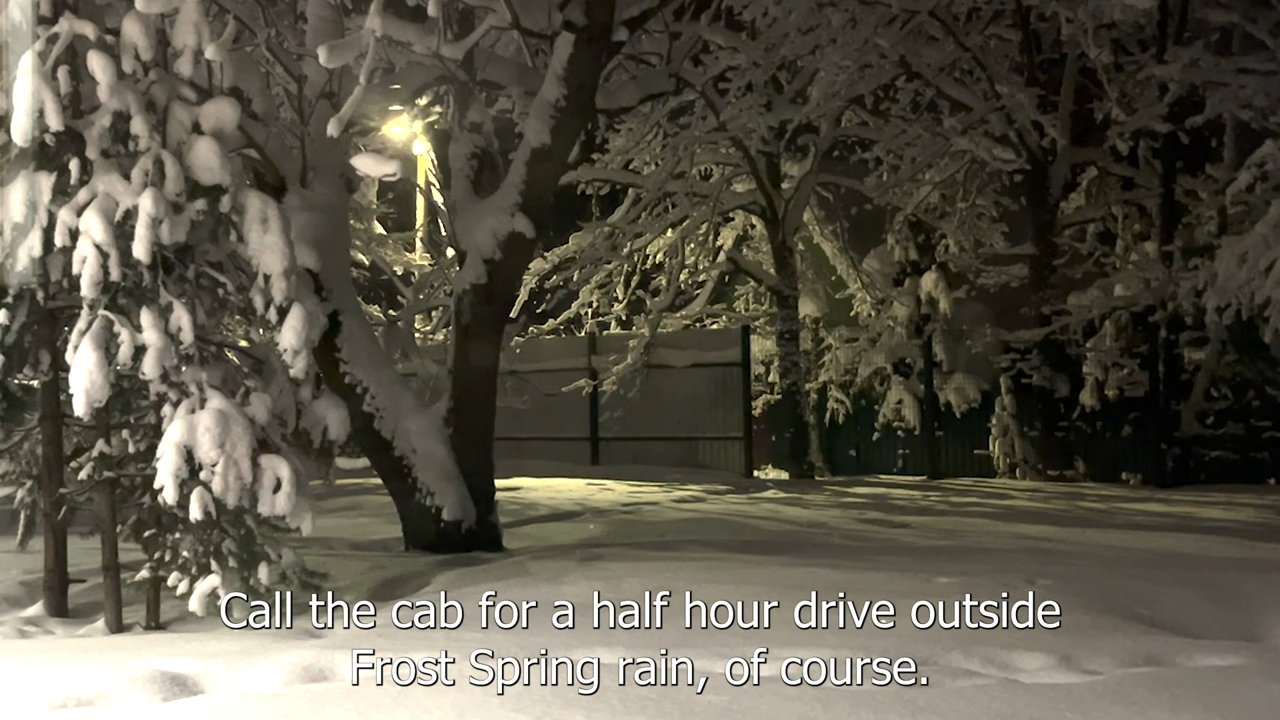 Call the cab for a half hour drive outside
Frost Spring rain, of course.